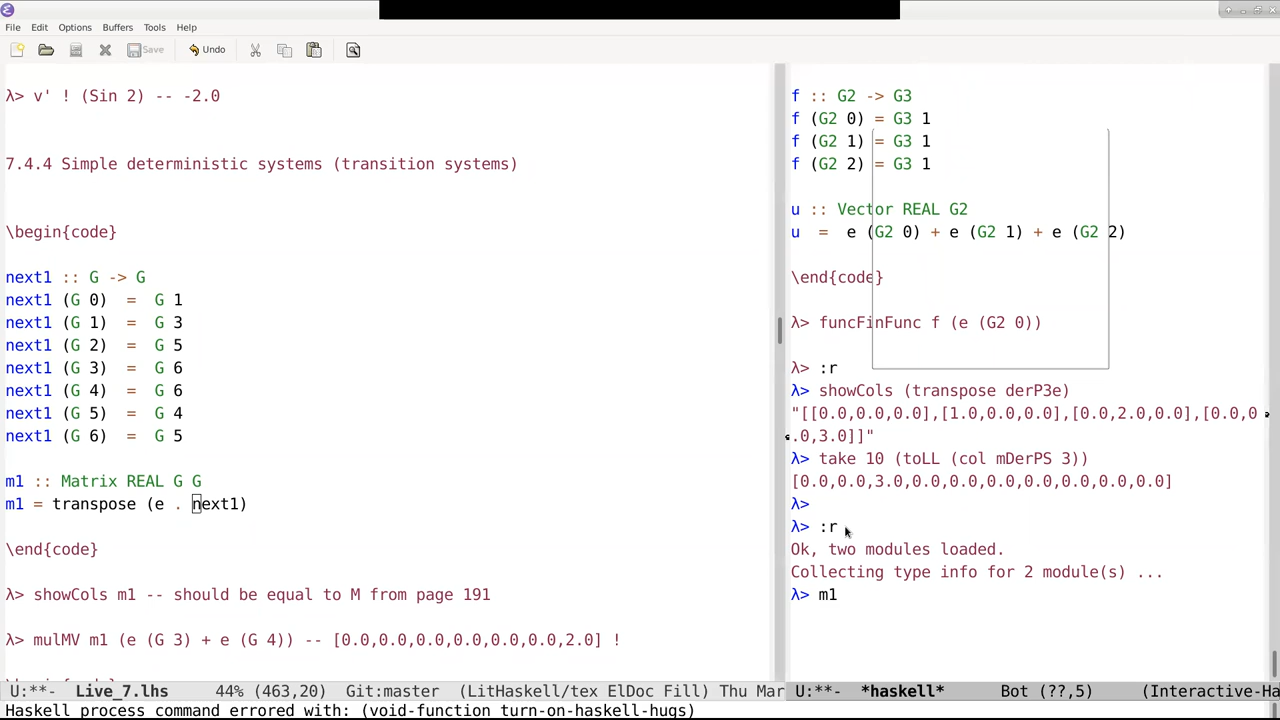 File Edit Options Buffers Tools Help
Save Undo
λ> v' ! (Sin 2) -- -2.0
7.4.4 Simple deterministic systems (transition systems)
\begin{code}
next1 :: G -> G
next1 (G 0)  =  G 1
next1 (G 1)  =  G 3
next1 (G 2)  =  G 5
next1 (G 3)  =  G 6
next1 (G 4)  =  G 6
next1 (G 5)  =  G 4
next1 (G 6)  =  G 5
m1 :: Matrix REAL G G
m1 = transpose (e . next1)
\end{code}
λ> showCols m1 -- should be equal to M from page 191
λ> mulMV m1 (e (G 3) + e (G 4)) -- [0.0,0.0,0.0,0.0,0.0,0.0,2.0] !
U:**-  Live_7.lhs     44% (463,20)  Git:master  (LitHaskell/tex ElDoc Fill) Thu Mar
f :: G2 -> G3
f (G2 0) = G3 1
f (G2 1) = G3 1
f (G2 2) = G3 1
u :: Vector REAL G2
u  =  e (G2 0) + e (G2 1) + e (G2 2)
\end{code}
λ> funcFinFunc f (e (G2 0))
λ> :r
λ> showCols (transpose derP3e)
"[[0.0,0.0,0.0],[1.0,0.0,0.0],[0.0,2.0,0.0],[0.0,0
.0,3.0]]"
λ> take 10 (toLL (col mDerPS 3))
[0.0,0.0,3.0,0.0,0.0,0.0,0.0,0.0,0.0,0.0]
λ>
λ> :r
Ok, two modules loaded.
Collecting type info for 2 module(s) ...
λ> m1
U:**-  *haskell*      Bot (??,5)     (Interactive-Ha
Haskell process command errored with: (void-function turn-on-haskell-hugs)